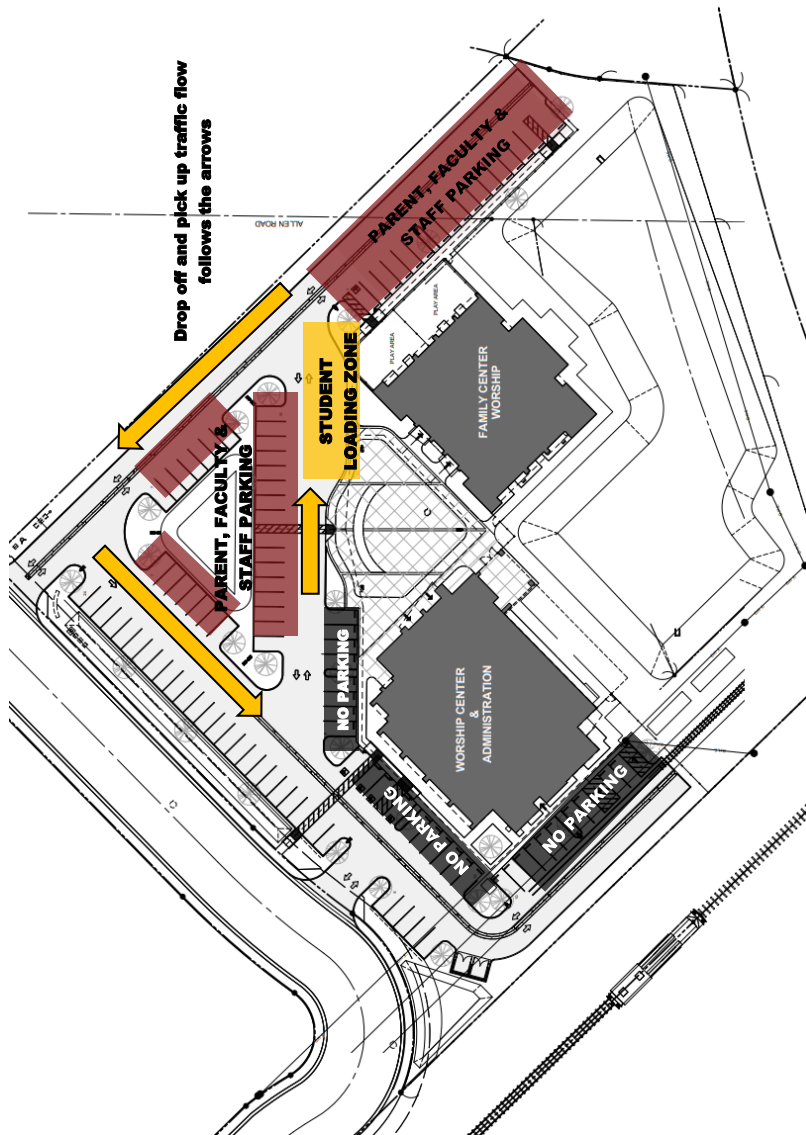 Drop off and pick up traffic flow
follows the arrows
PARENT, FACULTY &
STAFF PARKING
ALLEN ROAD
PLAY AREA
PLAY AREA
STUDENT
LOADING ZONE
FAMILY CENTER
WORSHIP
PARENT, FACULTY &
STAFF PARKING
NO PARKING
WORSHIP CENTER
&
ADMINISTRATION
NO PARKING
NO PARKING